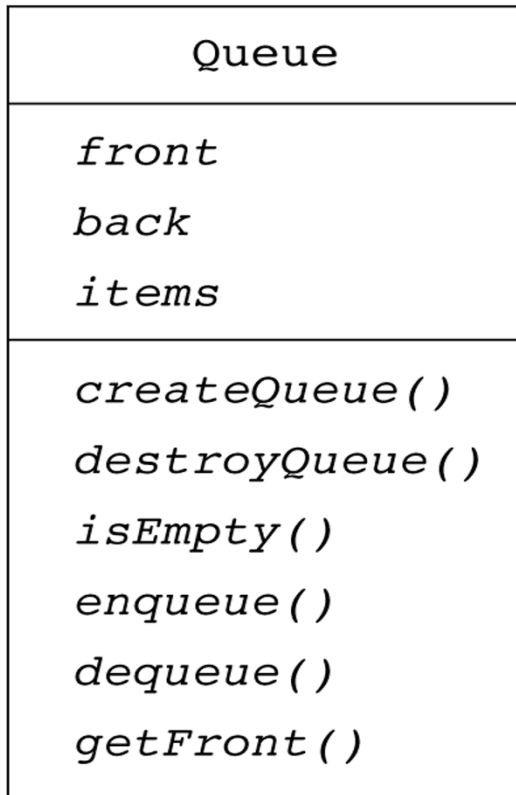 Queue
front
back
items
createQueue()
destroyQueue()
isEmpty()
enqueue()
dequeue()
getFront()